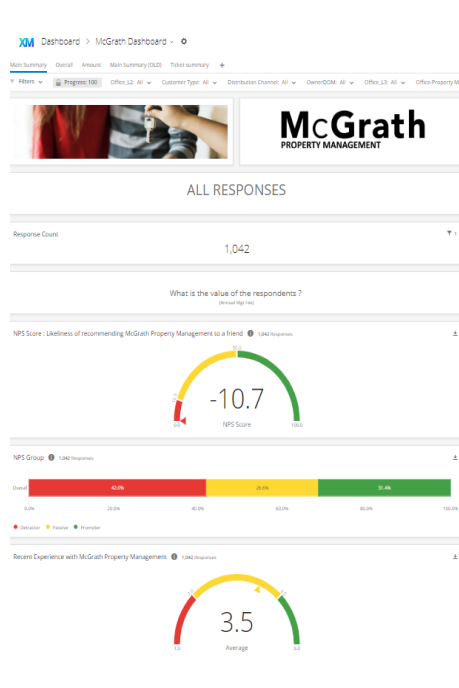 XM Dashboard > McGrath Dashboard
Main Summary Overall Amount Main Summary (OLD) Ticket summary +
Filters Progress: 100 Office_L2: All Customer Type: All Distribution Channel: All OwnerDOM: All Office_L3: All Office-Property M
McGrath
PROPERTY MANAGEMENT
ALL RESPONSES
Response Count
1
1,042
What is the value of the respondents ?
(Annual Mgt Fee)
NPS Score : Likeliness of recommending McGrath Property Management to a friend 1,042 Responses
-10.7
0.0 NPS Score 100.0
NPS Group 1,042 Responses
Overall 42.0% 26.6% 31.4%
0.0% 20.0% 40.0% 60.0% 80.0% 100.0%
Detractor Passive Promoter
Recent Experience with McGrath Property Management 1,042 Responses
3.5
1.0 Average 5.0